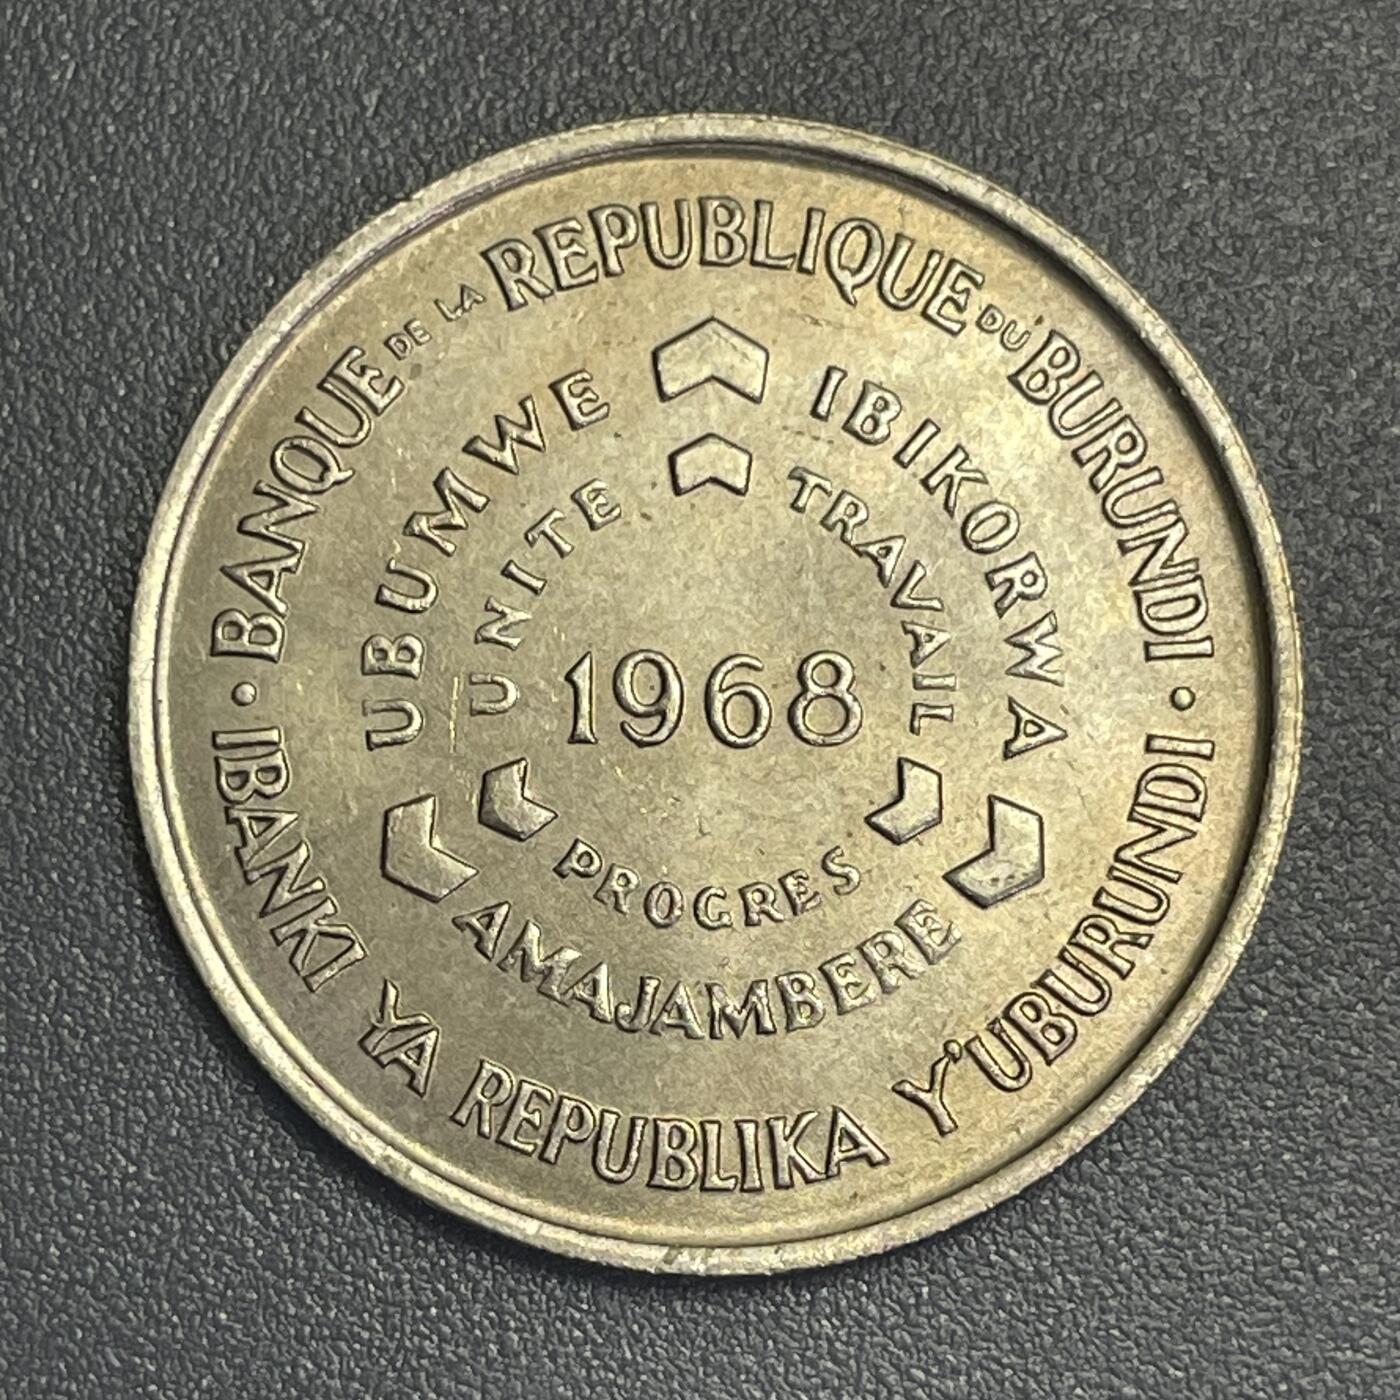 BANQUE DE LA REPUBLIQUE DU BURUNDI
IBANKI YA REPUBLIKA Y'UBURUNDI
UBUMWE IBIKORWA AMAJAMBERE
UNITE TRAVAIL PROGRES
1968